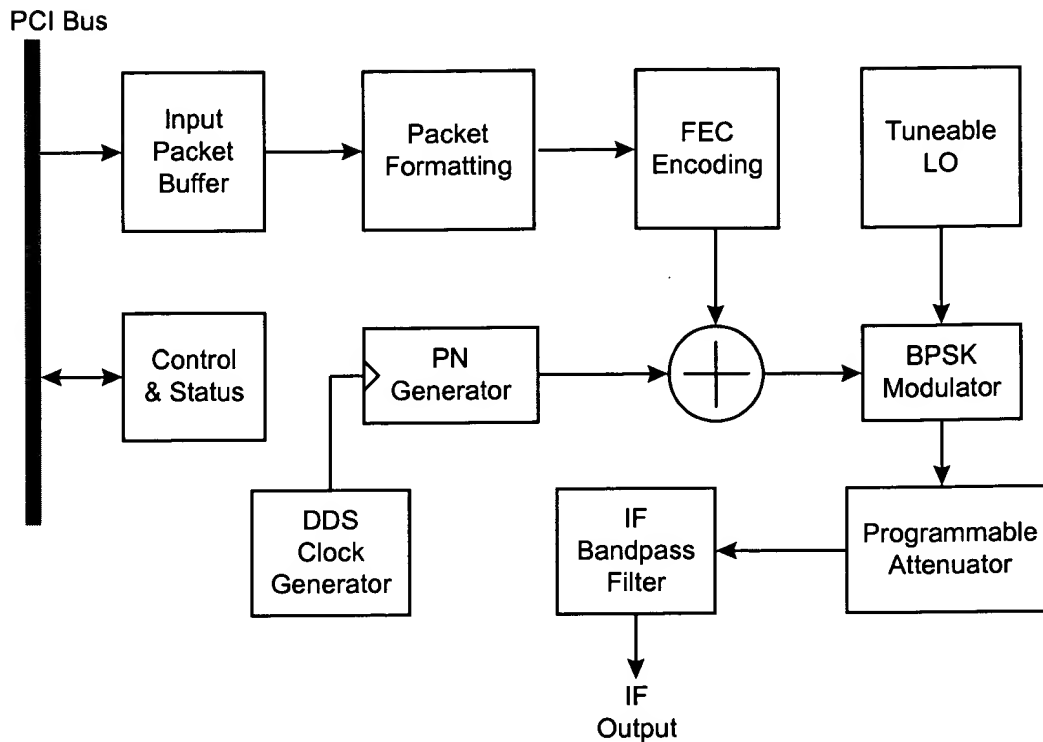 PCI Bus
Input
Packet
Buffer
Packet
Formatting
FEC
Encoding
Tuneable
LO
Control
& Status
PN
Generator
BPSK
Modulator
DDS
Clock
Generator
IF
Bandpass
Filter
Programmable
Attenuator
IF
Output